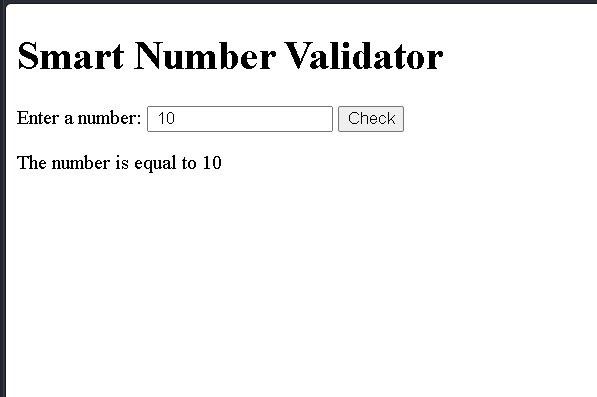 Smart Number Validator
Enter a number: 10 Check
The number is equal to 10